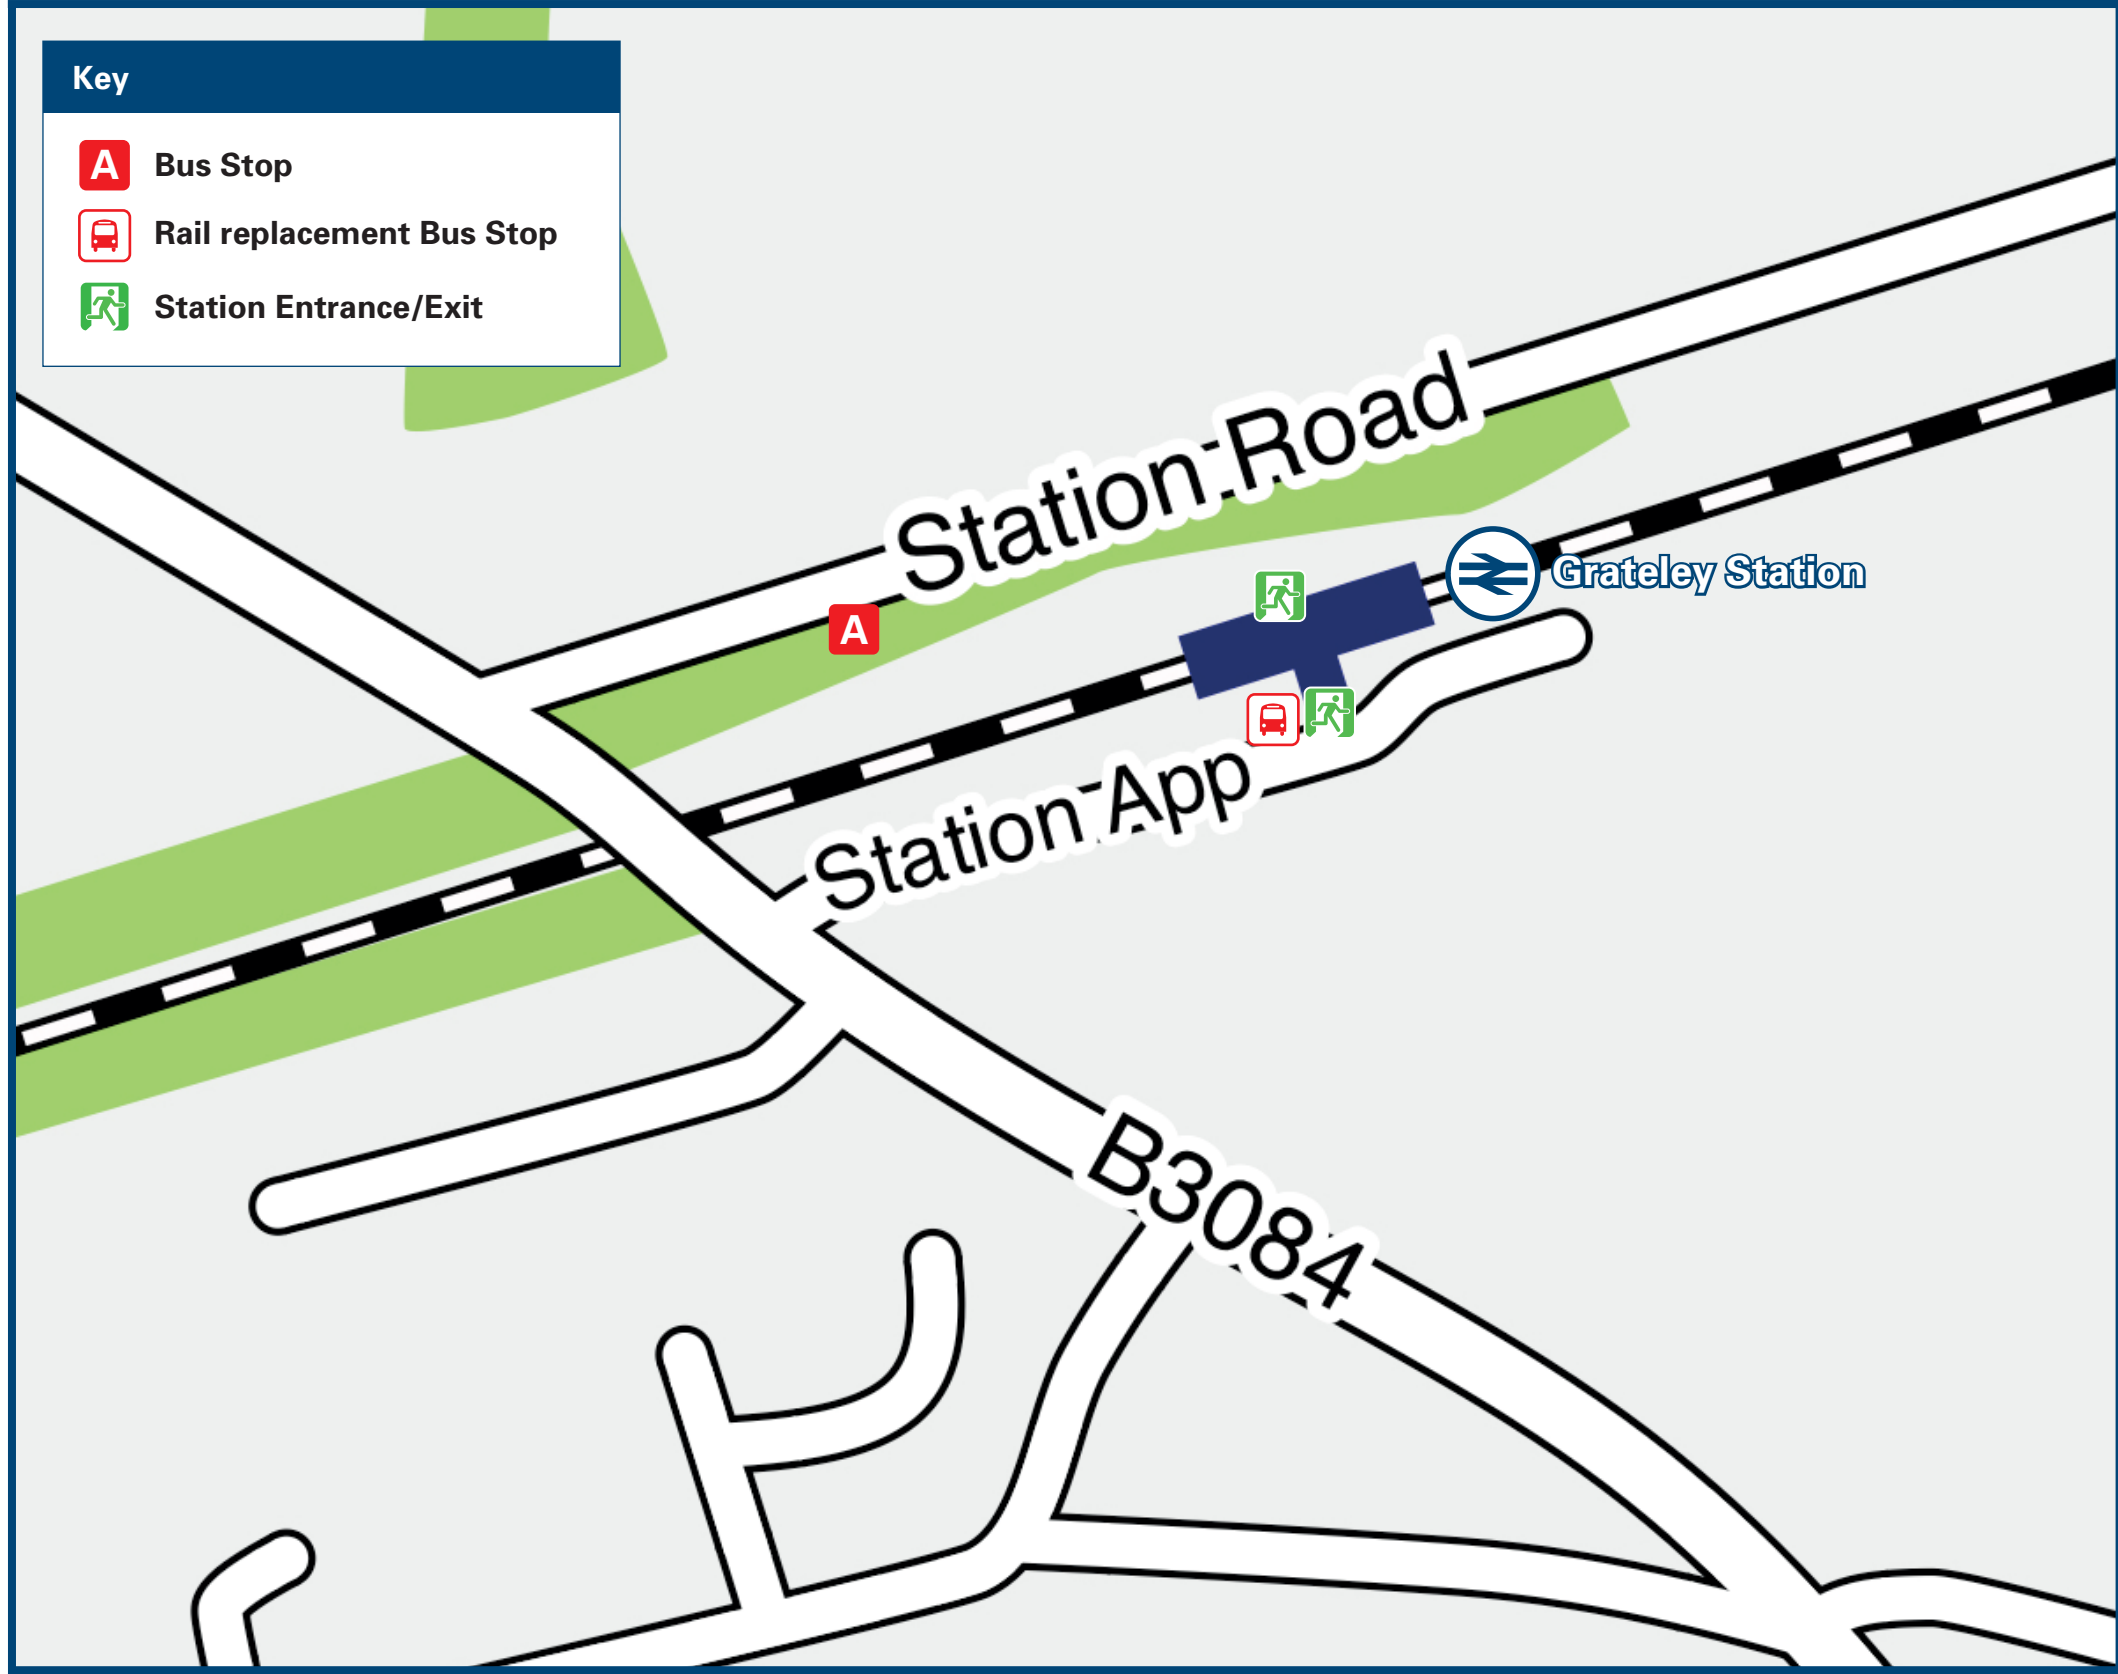 Key
A Bus Stop
Rail replacement Bus Stop
Station Entrance/Exit
Station Road
Grateley Station
A
Station App
B3084